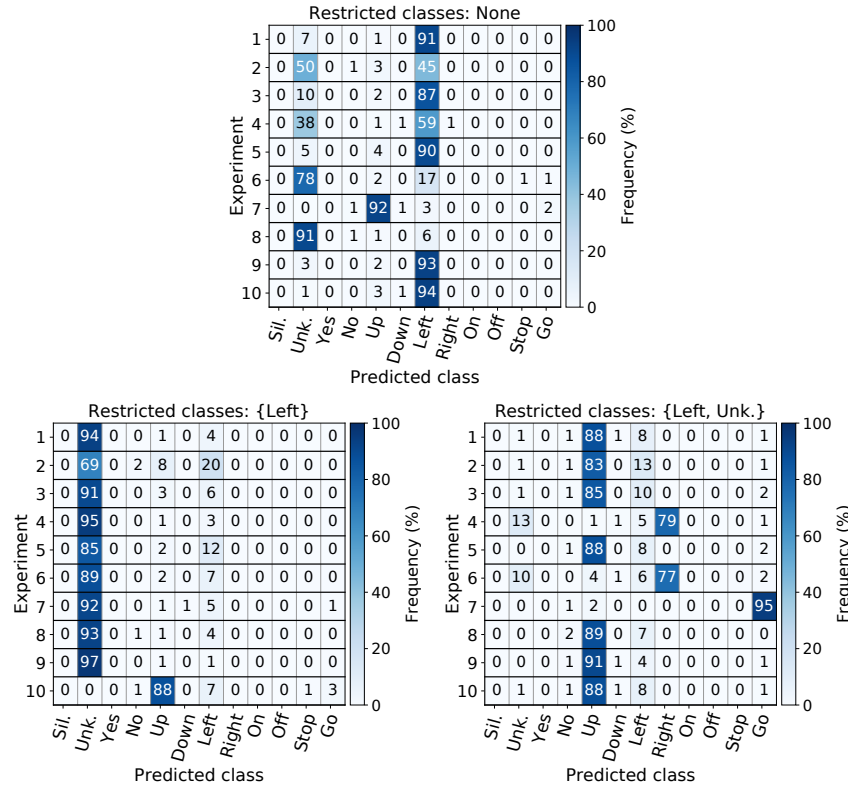 Restricted classes: None
1 0 7 0 0 1 0 91 0 0 0 0 0
2 0 50 0 1 3 0 45 0 0 0 0 0
3 0 10 0 0 2 0 87 0 0 0 0 0
4 0 38 0 0 1 1 59 1 0 0 0 0
5 0 5 0 0 4 0 90 0 0 0 0 0
6 0 78 0 0 2 0 17 0 0 0 1 1
7 0 0 0 1 92 1 3 0 0 0 0 2
8 0 91 0 1 1 0 6 0 0 0 0 0
9 0 3 0 0 2 0 93 0 0 0 0 0
10 0 1 0 0 3 1 94 0 0 0 0 0
Experiment
Sil. Unk. Yes No Up Down Left Right On Off Stop Go
Predicted class
100
80
60
40
20
0
Frequency (%)
Restricted classes: {Left}
1 0 94 0 0 1 0 4 0 0 0 0 0
2 0 69 0 2 8 0 20 0 0 0 0 0
3 0 91 0 0 3 0 6 0 0 0 0 0
4 0 95 0 0 1 0 3 0 0 0 0 0
5 0 85 0 0 2 0 12 0 0 0 0 0
6 0 89 0 0 2 0 7 0 0 0 0 0
7 0 92 0 0 1 1 5 0 0 0 0 1
8 0 93 0 1 1 0 4 0 0 0 0 0
9 0 97 0 0 1 0 1 0 0 0 0 0
10 0 0 0 1 88 0 7 0 0 0 1 3
Experiment
Sil. Unk. Yes No Up Down Left Right On Off Stop Go
Predicted class
100
80
60
40
20
0
Frequency (%)
Restricted classes: {Left, Unk.}
1 0 1 0 1 88 1 8 0 0 0 0 1
2 0 1 0 1 83 0 13 0 0 0 0 1
3 0 1 0 1 85 0 10 0 0 0 0 2
4 0 13 0 0 1 1 5 79 0 0 0 1
5 0 0 0 1 88 0 8 0 0 0 0 2
6 0 10 0 0 4 1 6 77 0 0 0 2
7 0 0 0 1 2 0 0 0 0 0 0 95
8 0 0 0 2 89 0 7 0 0 0 0 0
9 0 0 0 1 91 1 4 0 0 0 0 1
10 0 1 0 1 88 1 8 0 0 0 0 1
Experiment
Sil. Unk. Yes No Up Down Left Right On Off Stop Go
Predicted class
100
80
60
40
20
0
Frequency (%)